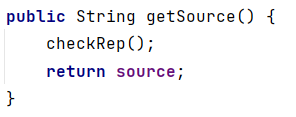 public String getSource() {
    checkRep();
    return source;
}